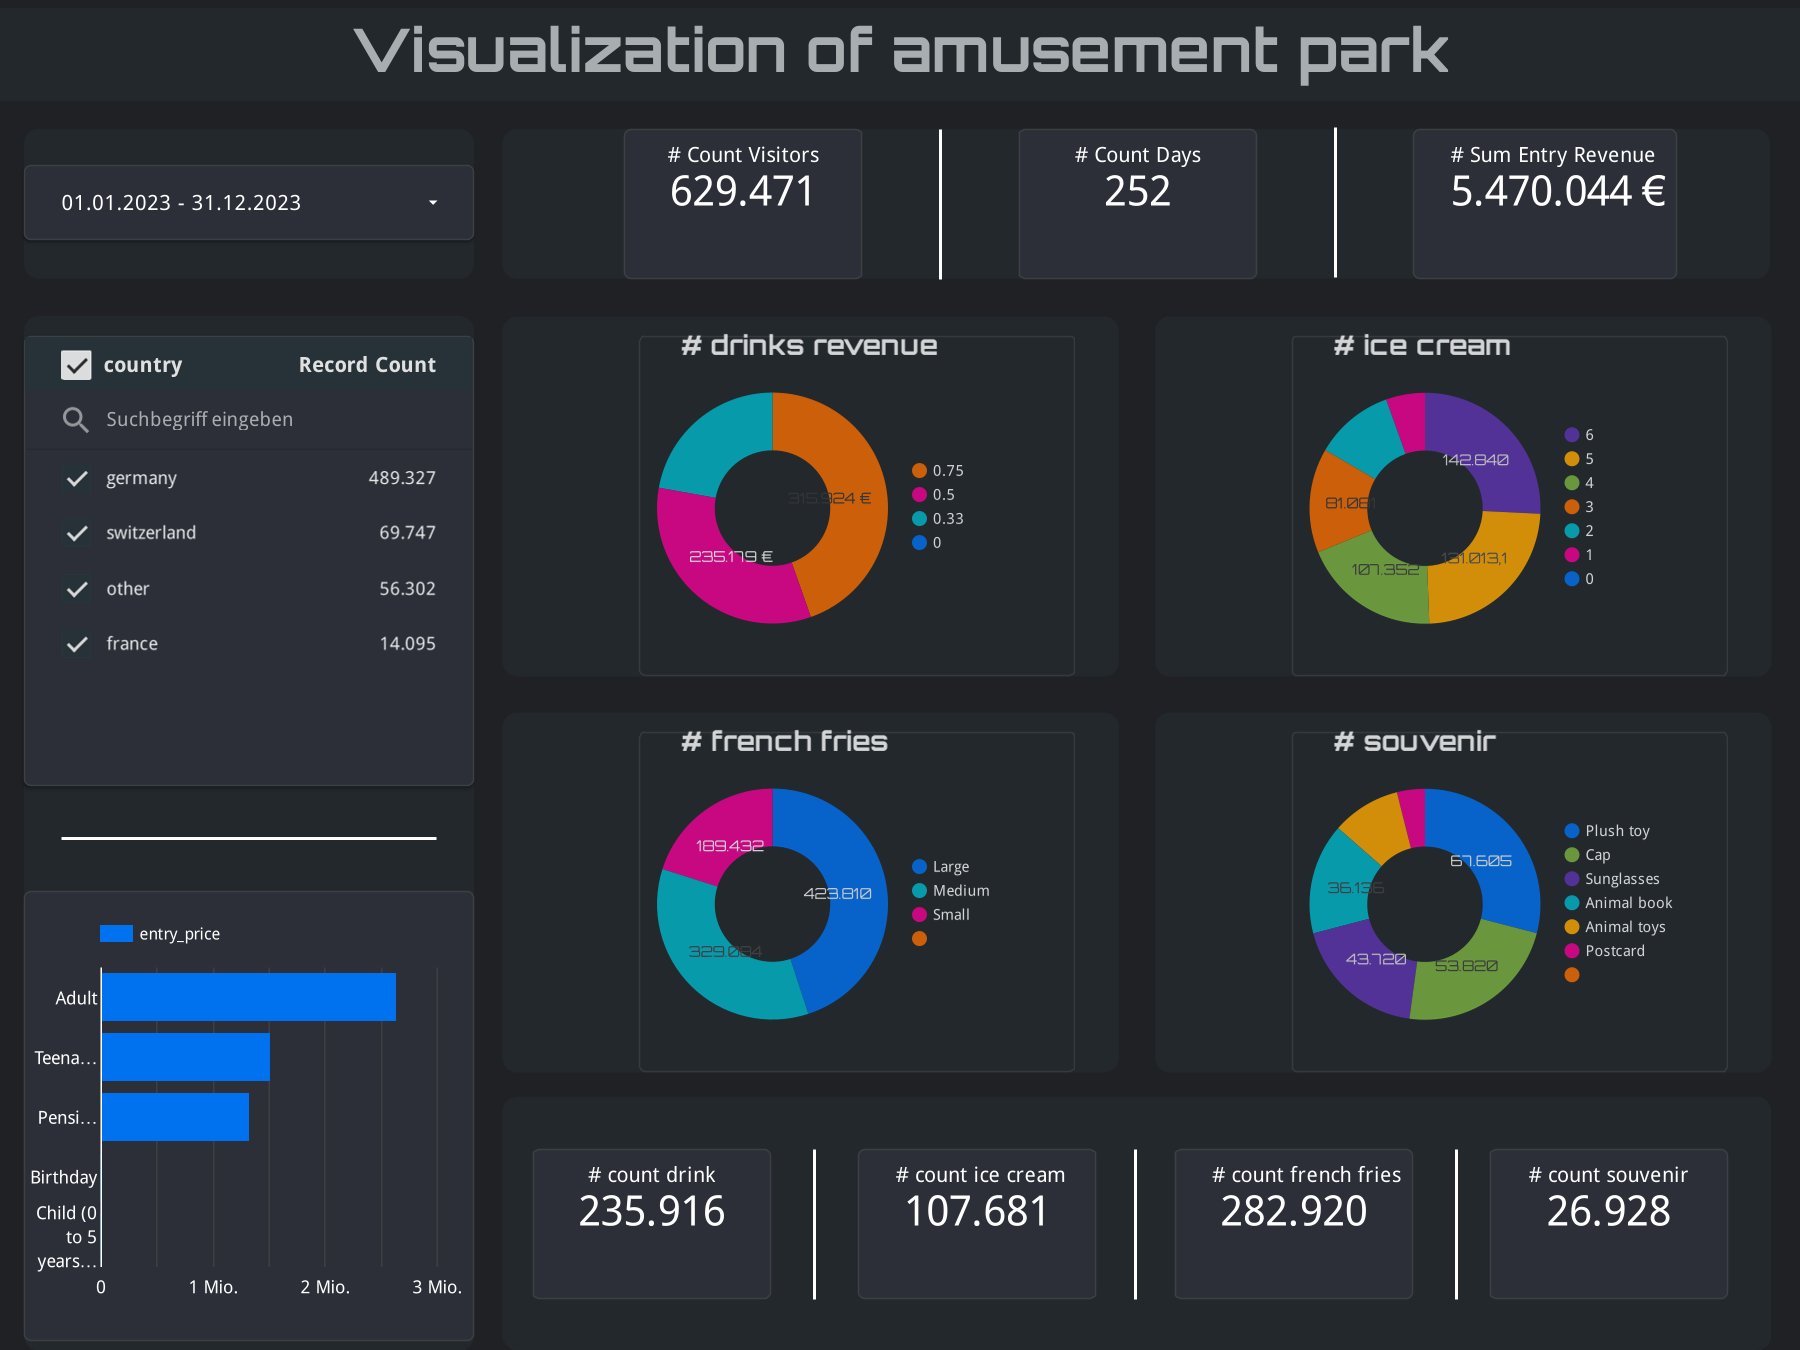 Visualization of amusement park
01.01.2023 - 31.12.2023
# Count Visitors
629.471
# Count Days
252
# Sum Entry Revenue
5.470.044 €
country Record Count
Suchbegriff eingeben
germany 489.327
switzerland 69.747
other 56.302
france 14.095
# drinks revenue
315.924 €
235.179 €
0.75
0.5
0.33
0
# ice cream
142.840
131.013,1
107.352
81.081
6
5
4
3
2
1
0
# french fries
189.432
423.810
Large
Medium
Small
# souvenir
67.605
53.820
43.720
36.136
Plush toy
Cap
Sunglasses
Animal book
Animal toys
Postcard
entry_price
Adult
Teena...
Pensi...
Birthday
Child (0
to 5
years...
0 1 Mio. 2 Mio. 3 Mio.
# count drink
235.916
# count ice cream
107.681
# count french fries
282.920
# count souvenir
26.928